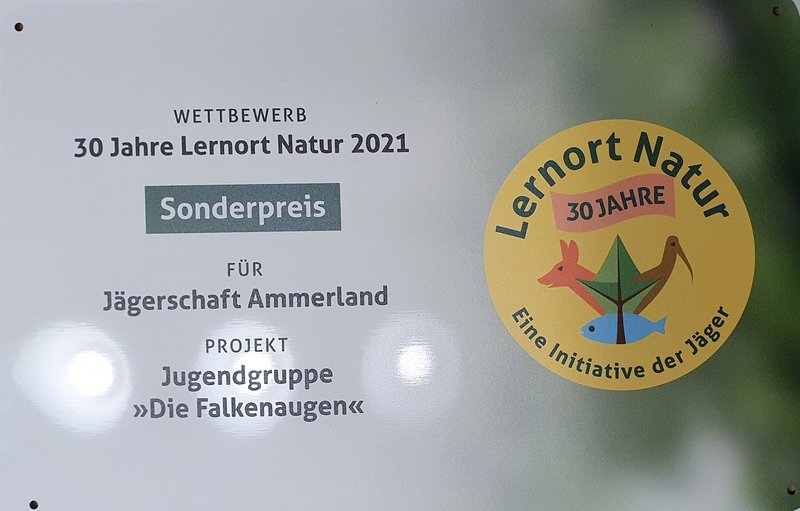 WETTBEWERB
30 Jahre Lernort Natur 2021
Sonderpreis
FÜR
Jägerschaft Ammerland
PROJEKT
Jugendgruppe
»Die Falkenaugen«
Lernort Natur
30 JAHRE
Eine Initiative der Jäger